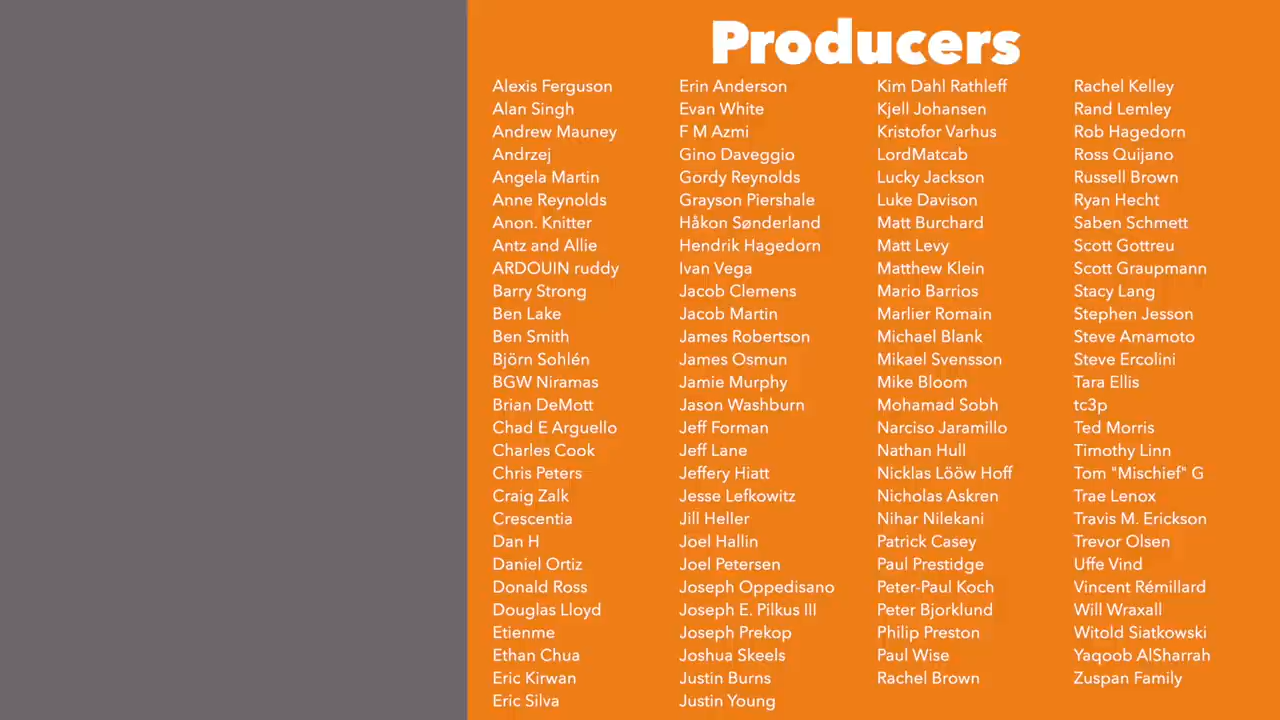 Producers
Alexis Ferguson
Alan Singh
Andrew Mauney
Andrzej
Angela Martin
Anne Reynolds
Anon. Knitter
Antz and Allie
ARDOUIN ruddy
Barry Strong
Ben Lake
Ben Smith
Björn Sohlén
BGW Niramas
Brian DeMott
Chad E Arguello
Charles Cook
Chris Peters
Craig Zalk
Crescentia
Dan H
Daniel Ortiz
Donald Ross
Douglas Lloyd
Etienme
Ethan Chua
Eric Kirwan
Eric Silva
Erin Anderson
Evan White
F M Azmi
Gino Daveggio
Gordy Reynolds
Grayson Piershale
Håkon Sønderland
Hendrik Hagedorn
Ivan Vega
Jacob Clemens
Jacob Martin
James Robertson
James Osmun
Jamie Murphy
Jason Washburn
Jeff Forman
Jeff Lane
Jeffery Hiatt
Jesse Lefkowitz
Jill Heller
Joel Hallin
Joel Petersen
Joseph Oppedisano
Joseph E. Pilkus III
Joseph Prekop
Joshua Skeels
Justin Burns
Justin Young
Kim Dahl Rathleff
Kjell Johansen
Kristofor Varhus
LordMatcab
Lucky Jackson
Luke Davison
Matt Burchard
Matt Levy
Matthew Klein
Mario Barrios
Marlier Romain
Michael Blank
Mikael Svensson
Mike Bloom
Mohamad Sobh
Narciso Jaramillo
Nathan Hull
Nicklas Lööw Hoff
Nicholas Askren
Nihar Nilekani
Patrick Casey
Paul Prestidge
Peter-Paul Koch
Peter Bjorklund
Philip Preston
Paul Wise
Rachel Brown
Rachel Kelley
Rand Lemley
Rob Hagedorn
Ross Quijano
Russell Brown
Ryan Hecht
Saben Schmett
Scott Gottreu
Scott Graupmann
Stacy Lang
Stephen Jesson
Steve Amamoto
Steve Ercolini
Tara Ellis
tc3p
Ted Morris
Timothy Linn
Tom "Mischief" G
Trae Lenox
Travis M. Erickson
Trevor Olsen
Uffe Vind
Vincent Rémillard
Will Wraxall
Witold Siatkowski
Yaqoob AlSharrah
Zuspan Family